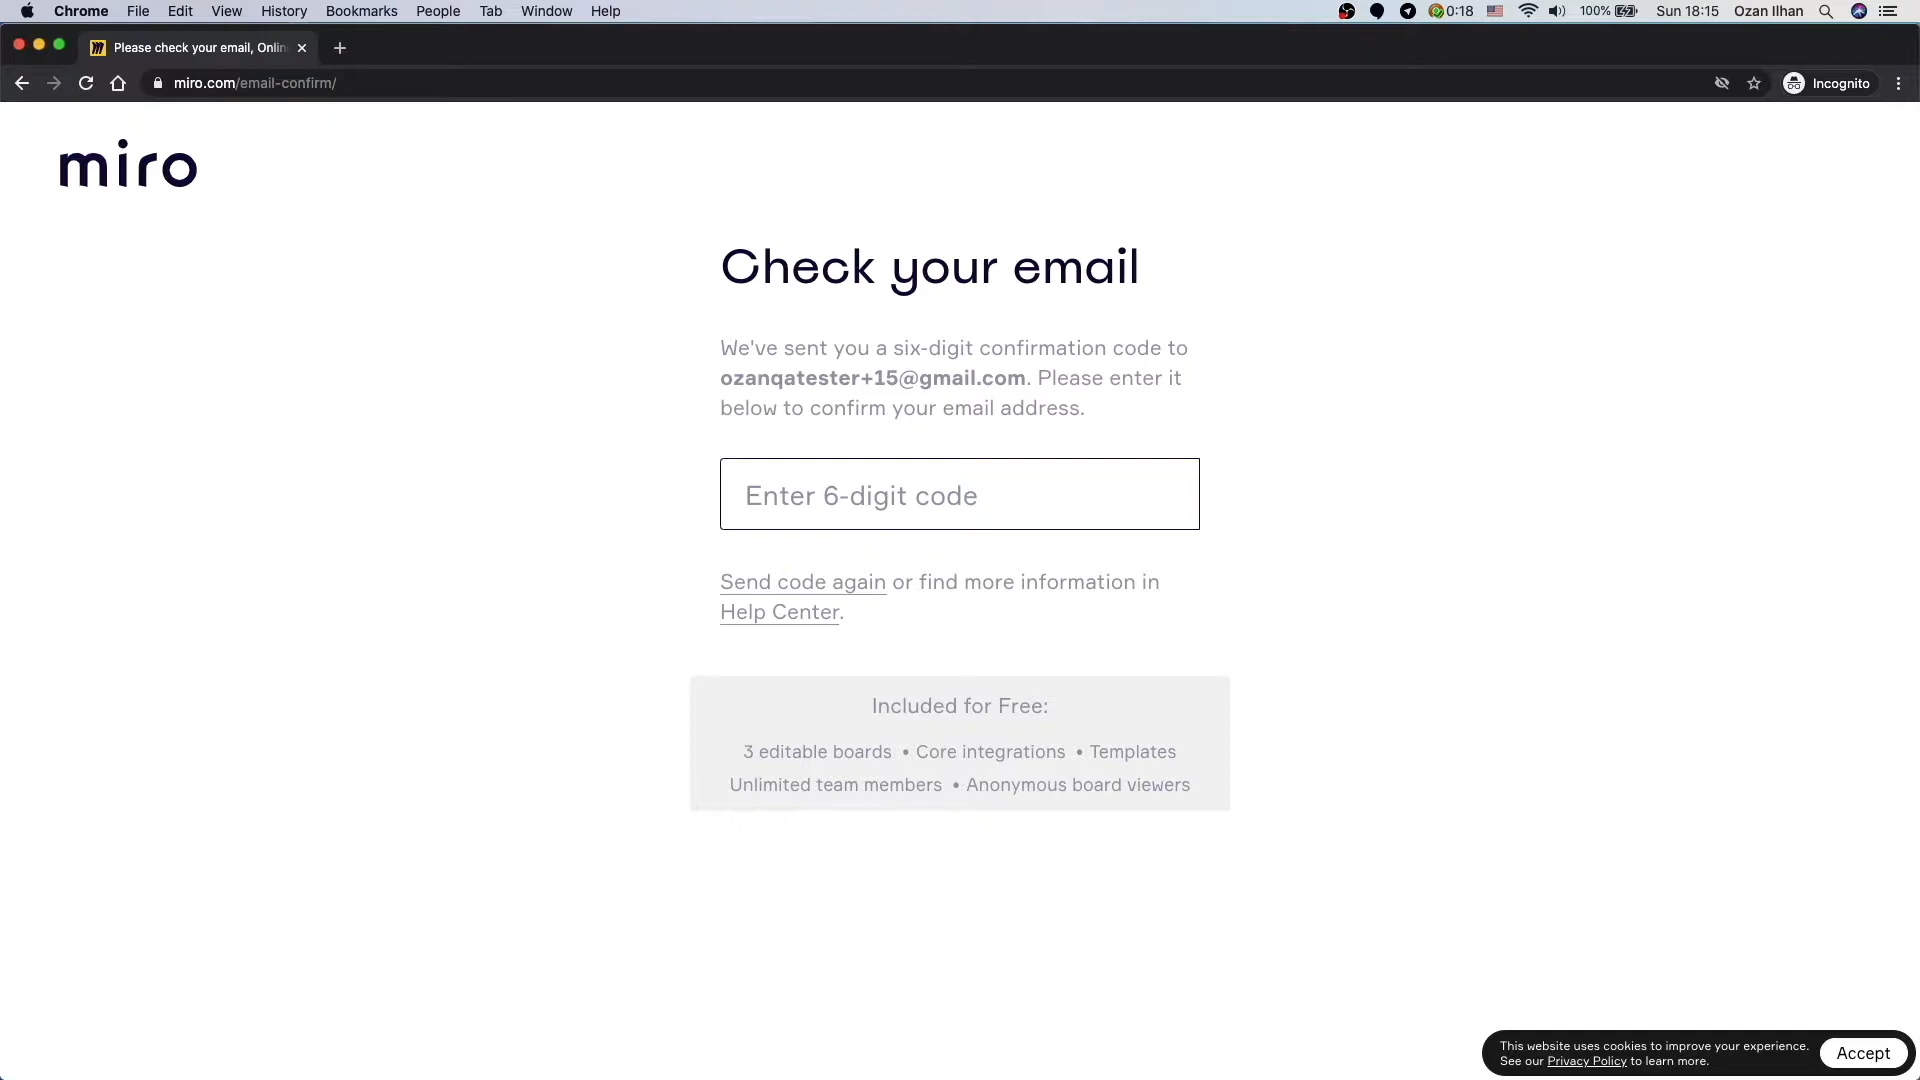 Chrome File Edit View History Bookmarks People Tab Window Help 0:18 100% Sun 18:15 Ozan Ilhan
Please check your email, Onlin
miro.com/email-confirm/ Incognito
miro
Check your email
We've sent you a six-digit confirmation code to
ozanqatester+15@gmail.com. Please enter it
below to confirm your email address.
Enter 6-digit code
Send code again or find more information in
Help Center.
Included for Free:
3 editable boards • Core integrations • Templates
Unlimited team members • Anonymous board viewers
This website uses cookies to improve your experience.
See our Privacy Policy to learn more.
Accept